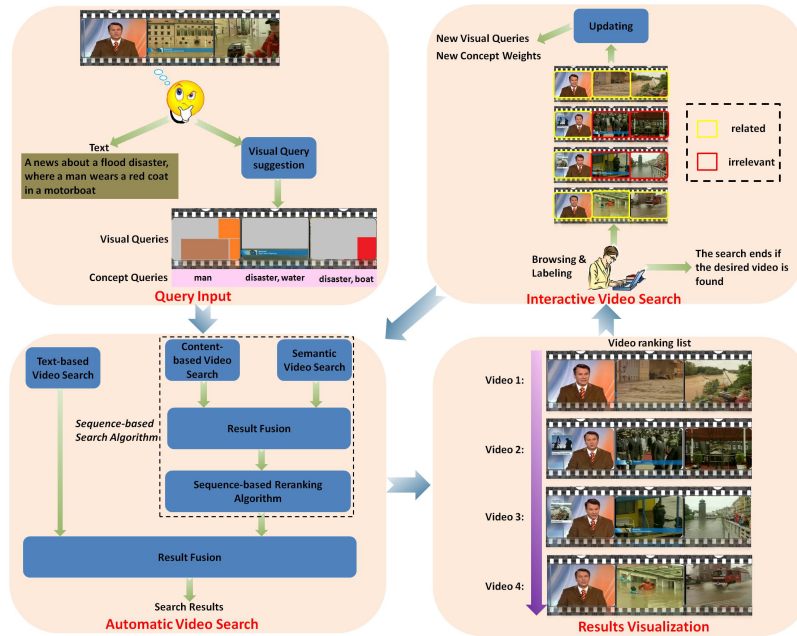 Text
A news about a flood disaster,
where a man wears a red coat
in a motorboat
Visual Query
suggestion
Visual Queries
Concept Queries
man
disaster, water
disaster, boat
Query Input
New Visual Queries
New Concept Weights
Updating
related
irrelevant
Browsing &
Labeling
The search ends if
the desired video is
found
Interactive Video Search
Text-based
Video Search
Content-
based Video
Search
Semantic
Video Search
Sequence-based
Search Algorithm
Result Fusion
Sequence-based Reranking
Algorithm
Result Fusion
Search Results
Automatic Video Search
Video ranking list
Video 1:
Video 2:
Video 3:
Video 4:
Results Visualization